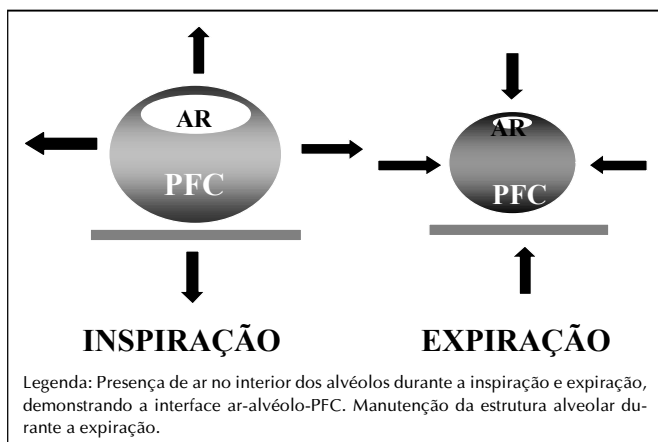 AR
PFC
AR
PFC
INSPIRAÇÃO
EXPIRAÇÃO
Legenda: Presença de ar no interior dos alvéolos durante a inspiração e expiração,
demonstrando a interface ar-alvéolo-PFC. Manutenção da estrutura alveolar du-
rante a expiração.